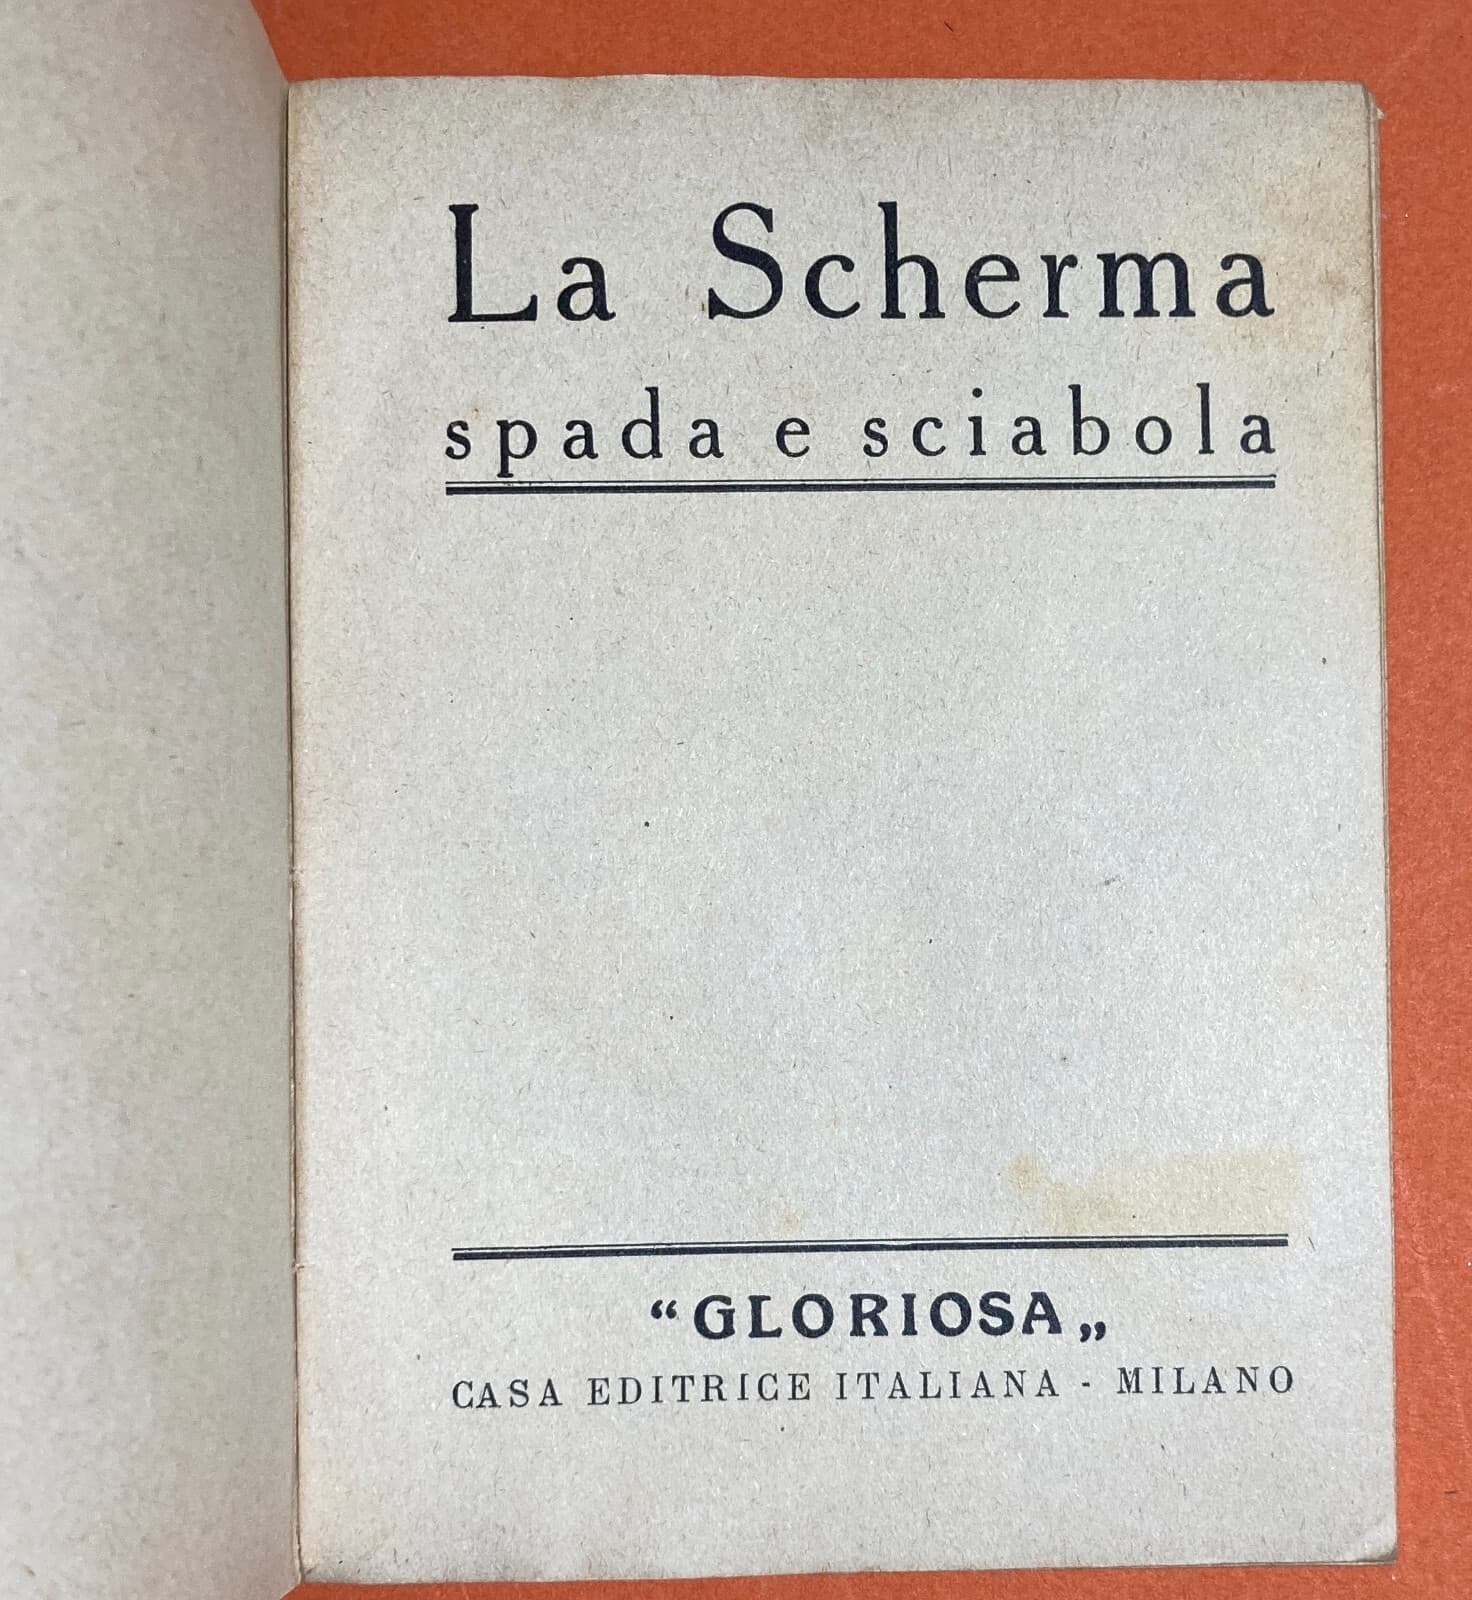 La Scherma
spada e sciabola
“GLORIOSA„
CASA EDITRICE ITALIANA - MILANO